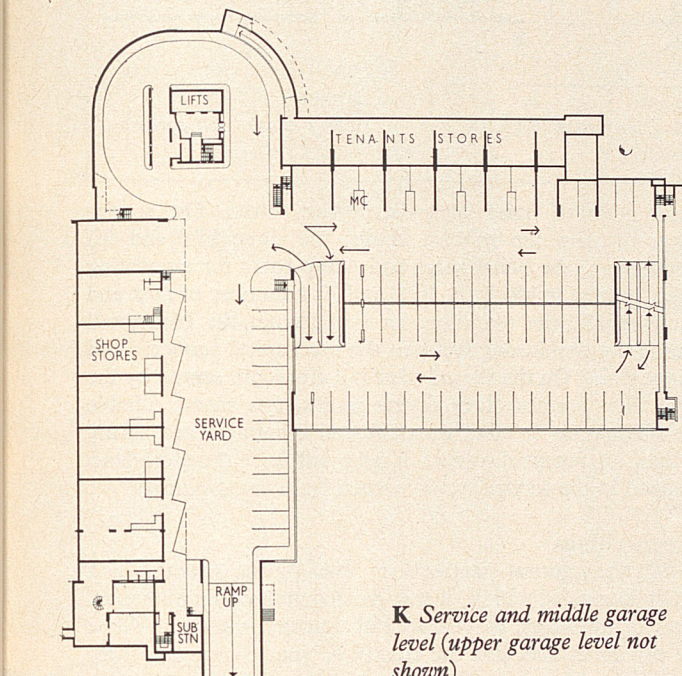 LIFTS
TENANTS STORES
MC
SHOP
STORES
SERVICE
YARD
RAMP
UP
SUB
STN
K Service and middle garage
level (upper garage level not
shown)